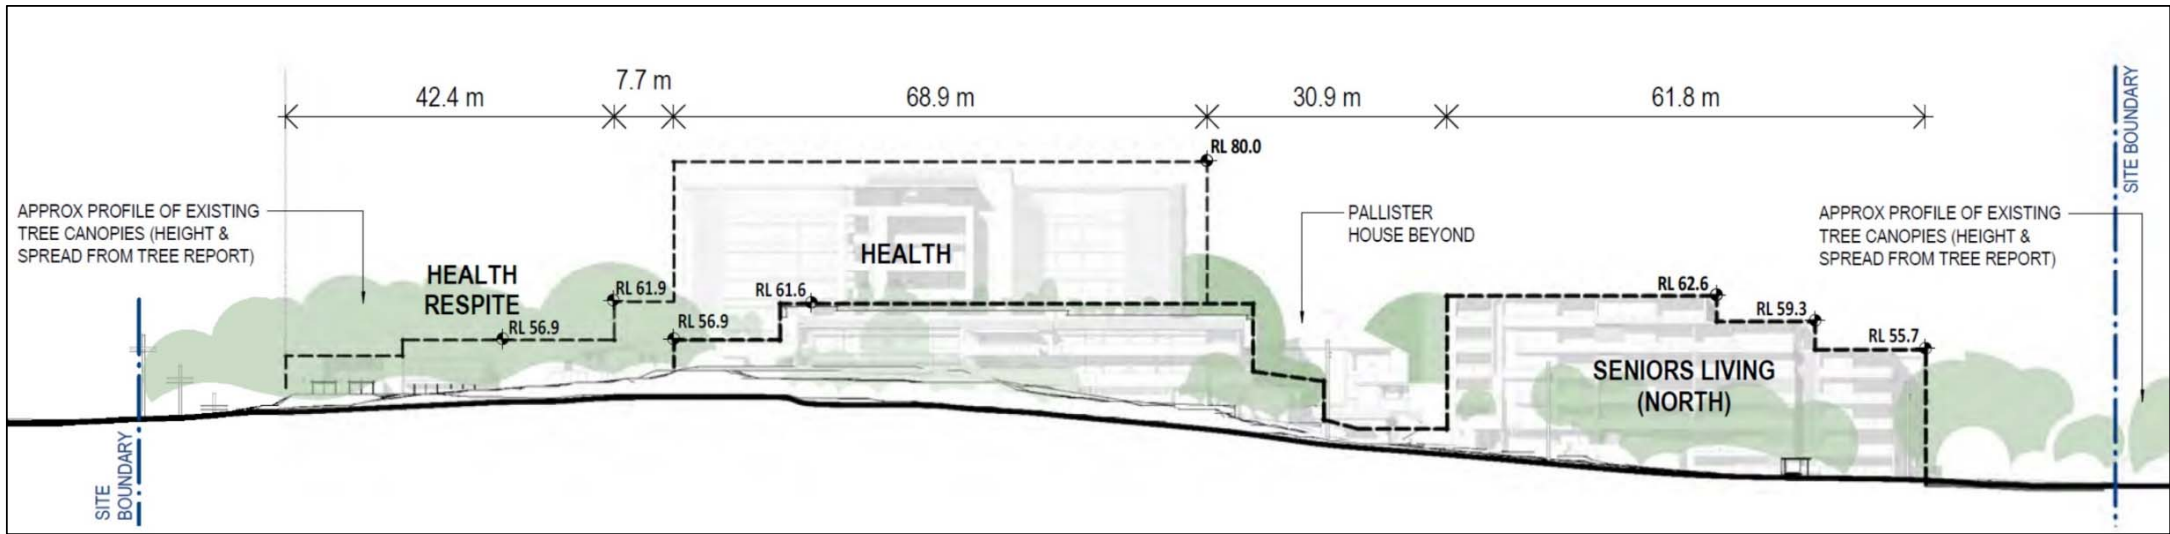 7.7 m
42.4 m
68.9 m
30.9 m
61.8 m
SITE BOUNDARY
RL 80.0
APPROX PROFILE OF EXISTING
TREE CANOPIES (HEIGHT &
SPREAD FROM TREE REPORT)
PALLISTER
HOUSE BEYOND
APPROX PROFILE OF EXISTING
TREE CANOPIES (HEIGHT &
SPREAD FROM TREE REPORT)
HEALTH
RESPITE
HEALTH
RL 61.9
RL 61.6
RL 62.6
RL 59.3
RL 56.9
RL 56.9
RL 55.7
SENIORS LIVING
(NORTH)
SITE
BOUNDARY